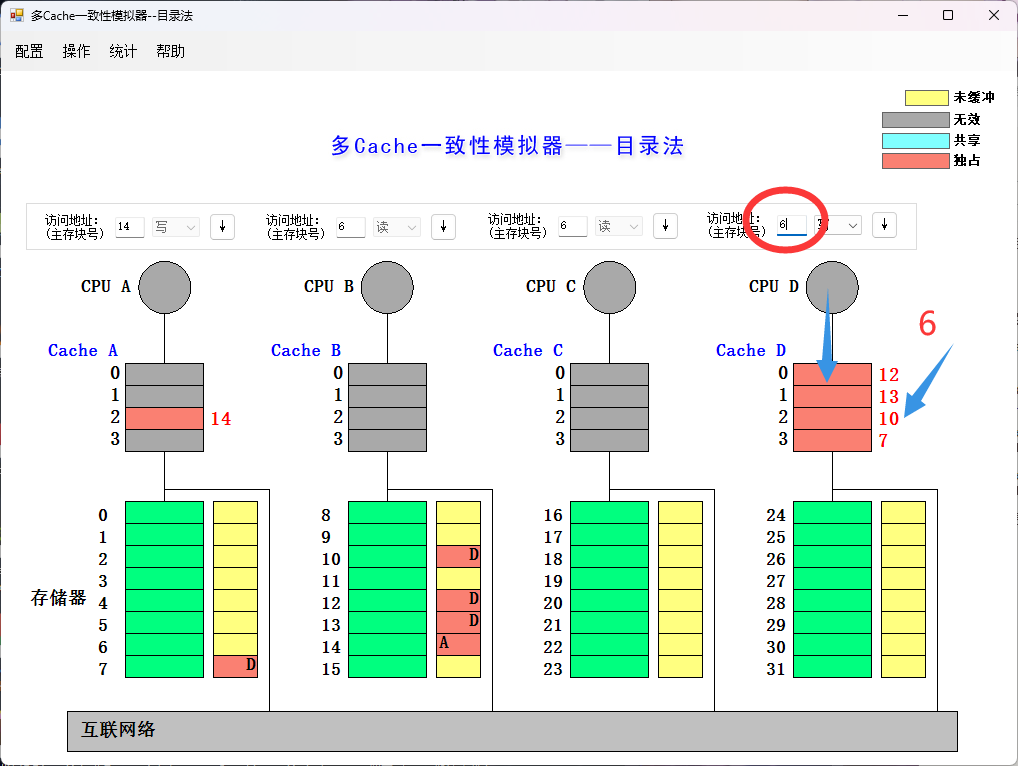 多Cache一致性模拟器--目录法
配置 操作 统计 帮助
未缓冲
无效
共享
独占
多Cache一致性模拟器——目录法
访问地址: (主存块号) 14 写 ↓
访问地址: (主存块号) 6 读 ↓
访问地址: (主存块号) 6 读 ↓
访问地址: (主存块号) 6 写 ↓
CPU A CPU B CPU C CPU D
6
Cache A Cache B Cache C Cache D
0 0 0 0 12
1 1 1 1 13
2 14 2 2 2 10
3 3 3 3 7
0 8 16 24
1 9 17 25
2 10 D 18 26
3 11 19 27
存储器 4 12 D 20 28
5 13 D 21 29
6 14 A 22 30
7 D 15 23 31
互联网络